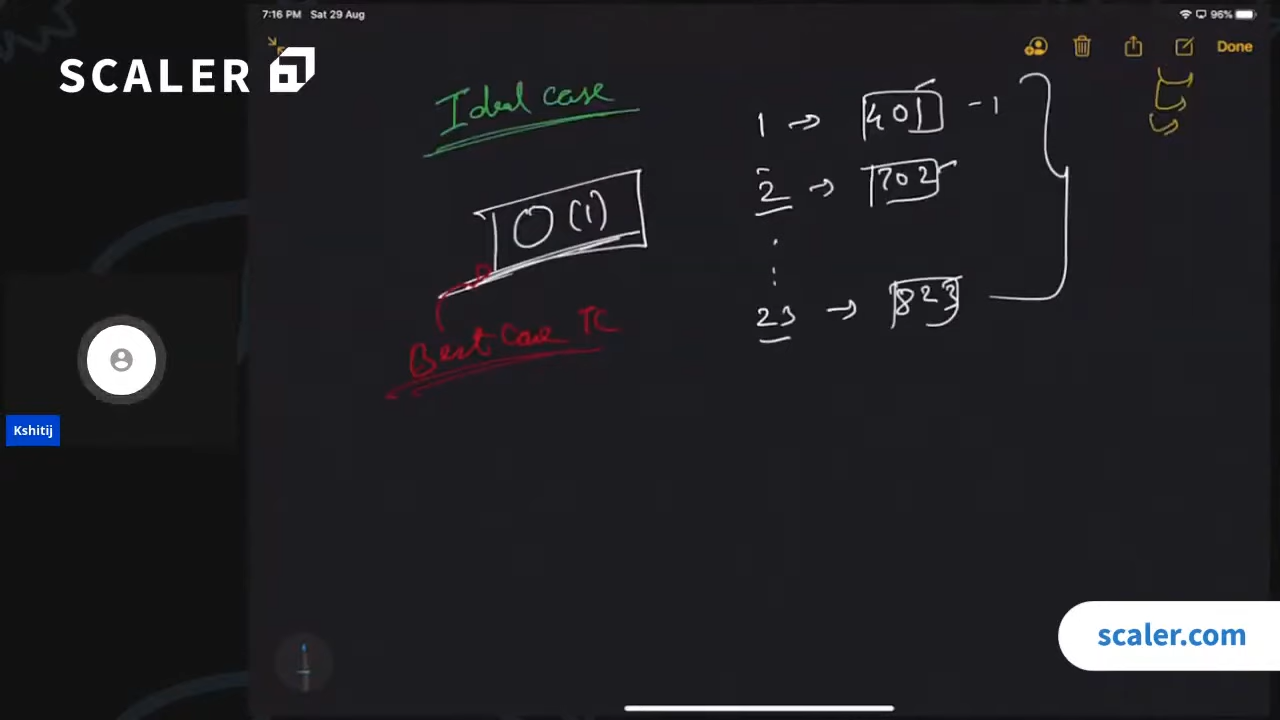 7:16 PM Sat 29 Aug
96%
SCALER
Done
Ideal case
1 → 401 -1
2 → 702
O(1)
23 → 823
Best Case TC
Kshitij
scaler.com